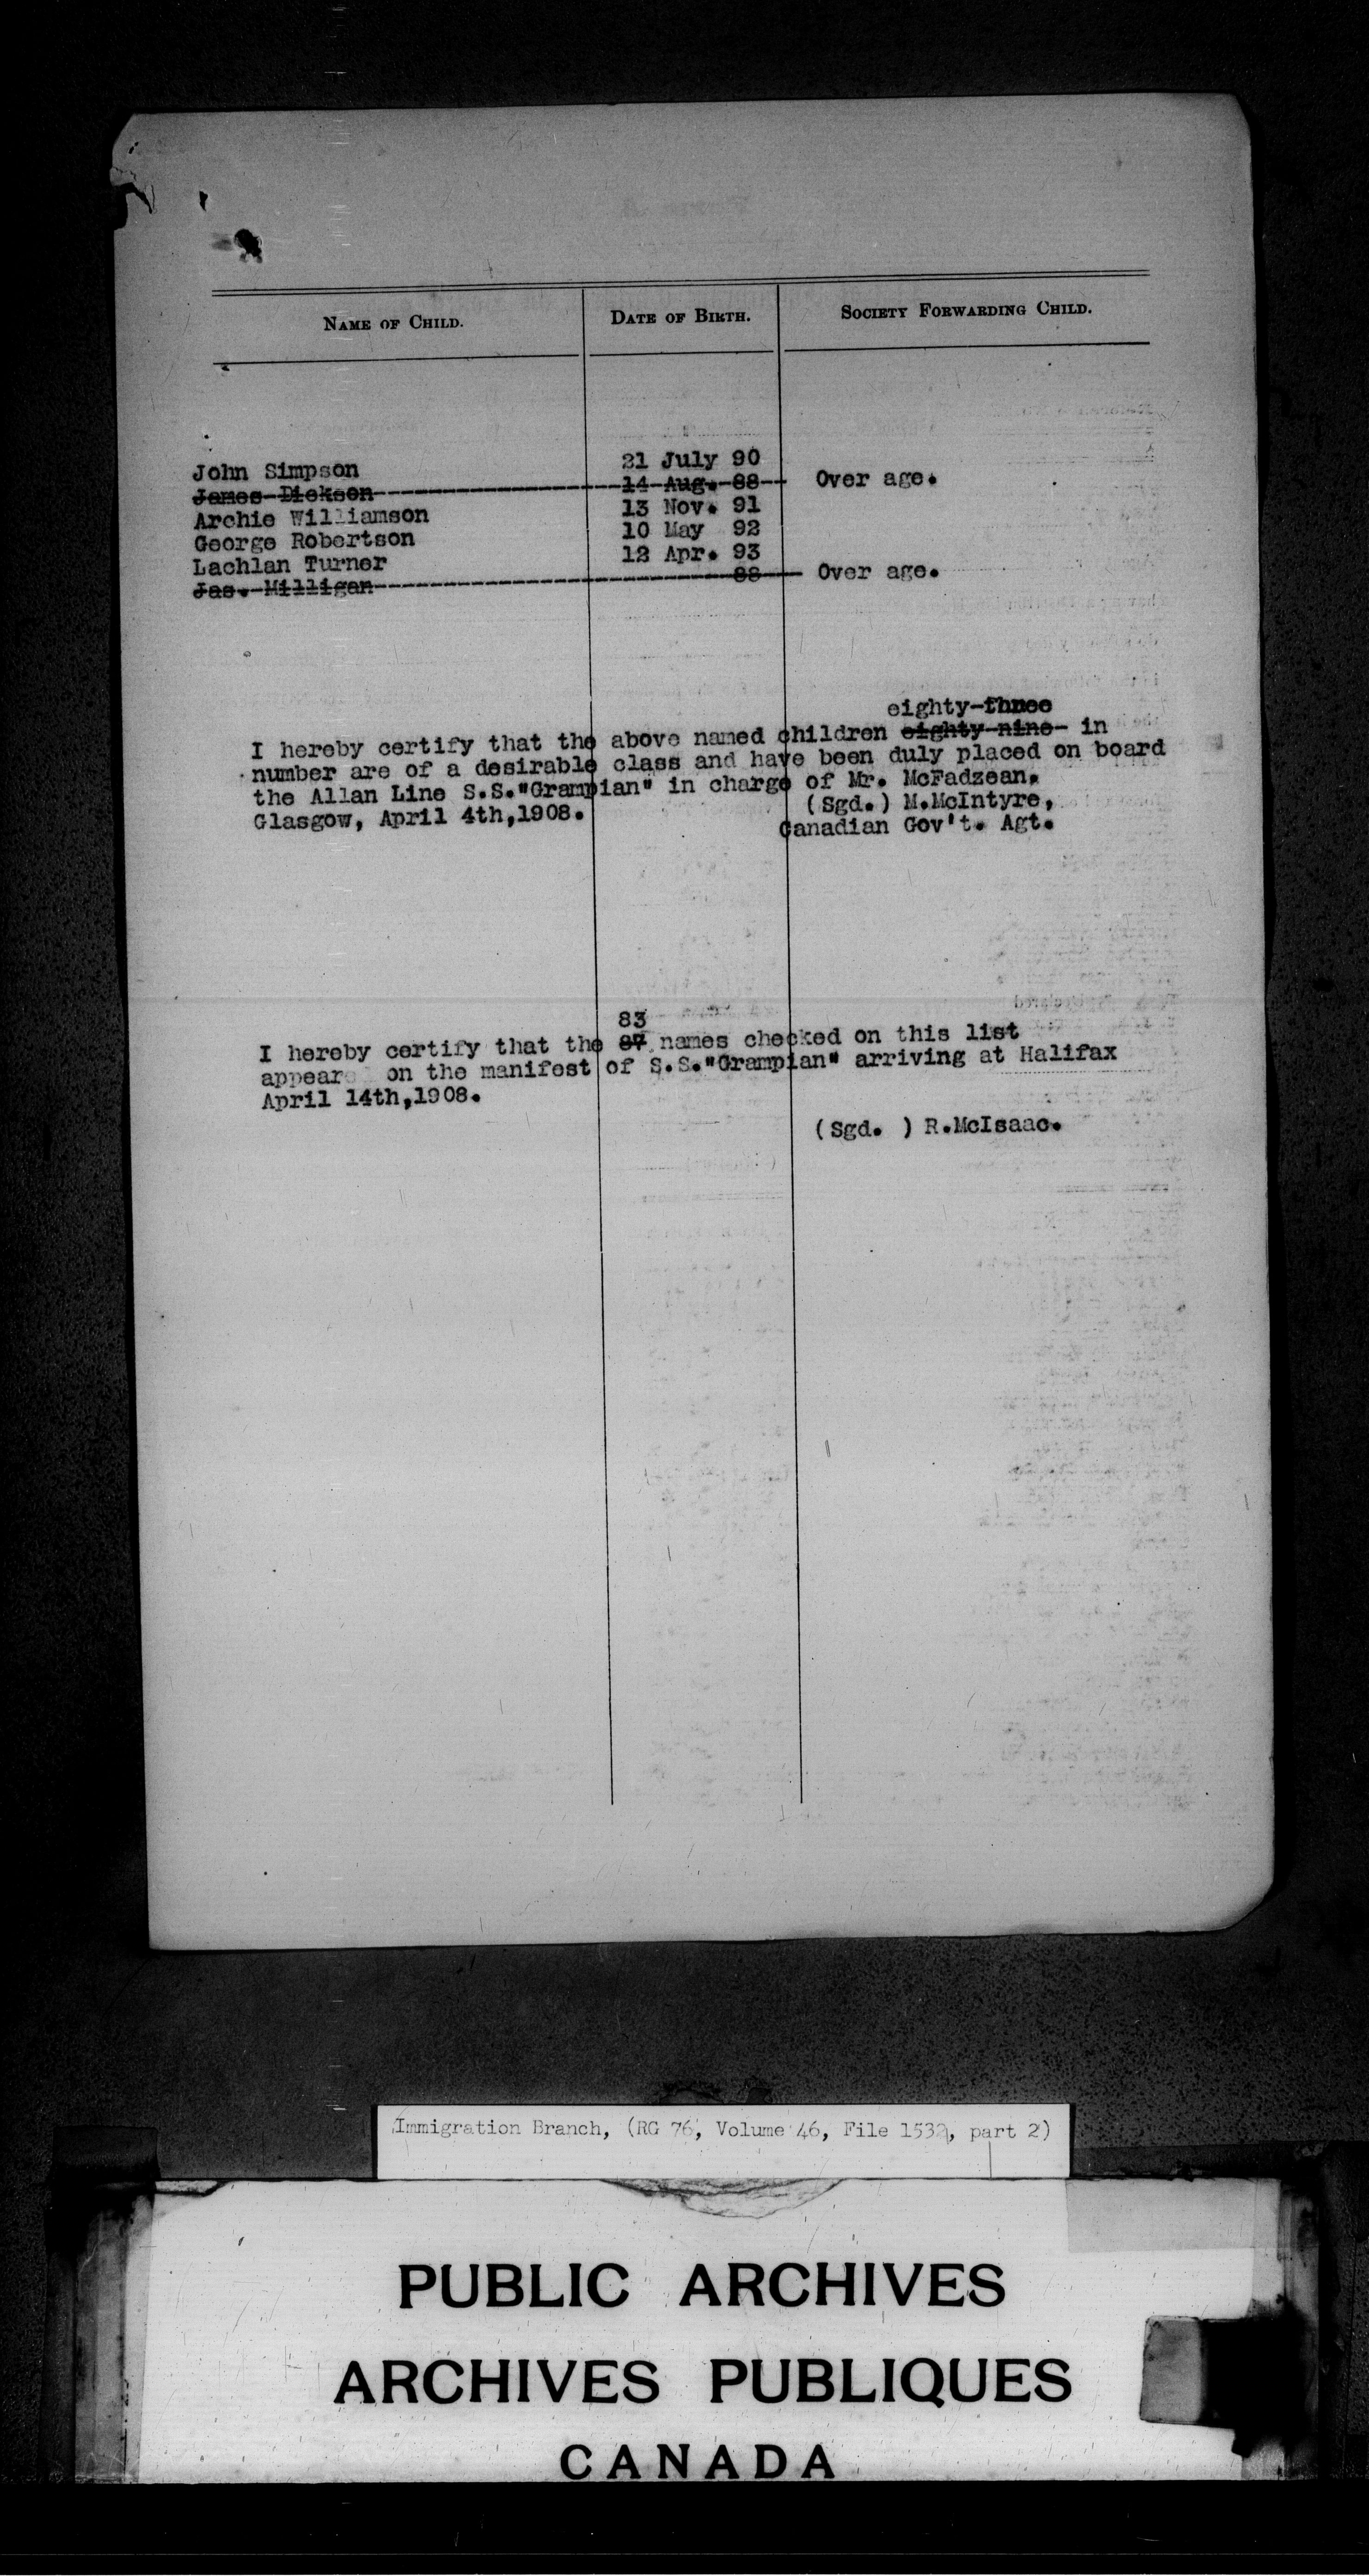 NAME OF CHILD. DATE OF BIRTH. SOCIETY FORWARDING CHILD.
John Simpson 21 July 90
James Dickson 14 Aug. 88 Over age.
Archie Williamson 13 Nov. 91
George Robertson 10 May 92
Lachlan Turner 12 Apr. 93
Jas. Milligan 88 Over age.
eighty-three
I hereby certify that the above named children eighty-nine in
number are of a desirable class and have been duly placed on board
the Allan Line S.S."Grampian" in charge of Mr. McFadzean.
Glasgow, April 4th,1908. (Sgd.) M.McIntyre,
Canadian Gov't. Agt.
83
I hereby certify that the 87 names checked on this list
appear on the manifest of S.S."Grampian" arriving at Halifax
April 14th,1908.
(Sgd. ) R.McIsaac.
Immigration Branch, (RG 76, Volume 46, File 1532, part 2)
PUBLIC ARCHIVES
ARCHIVES PUBLIQUES
CANADA